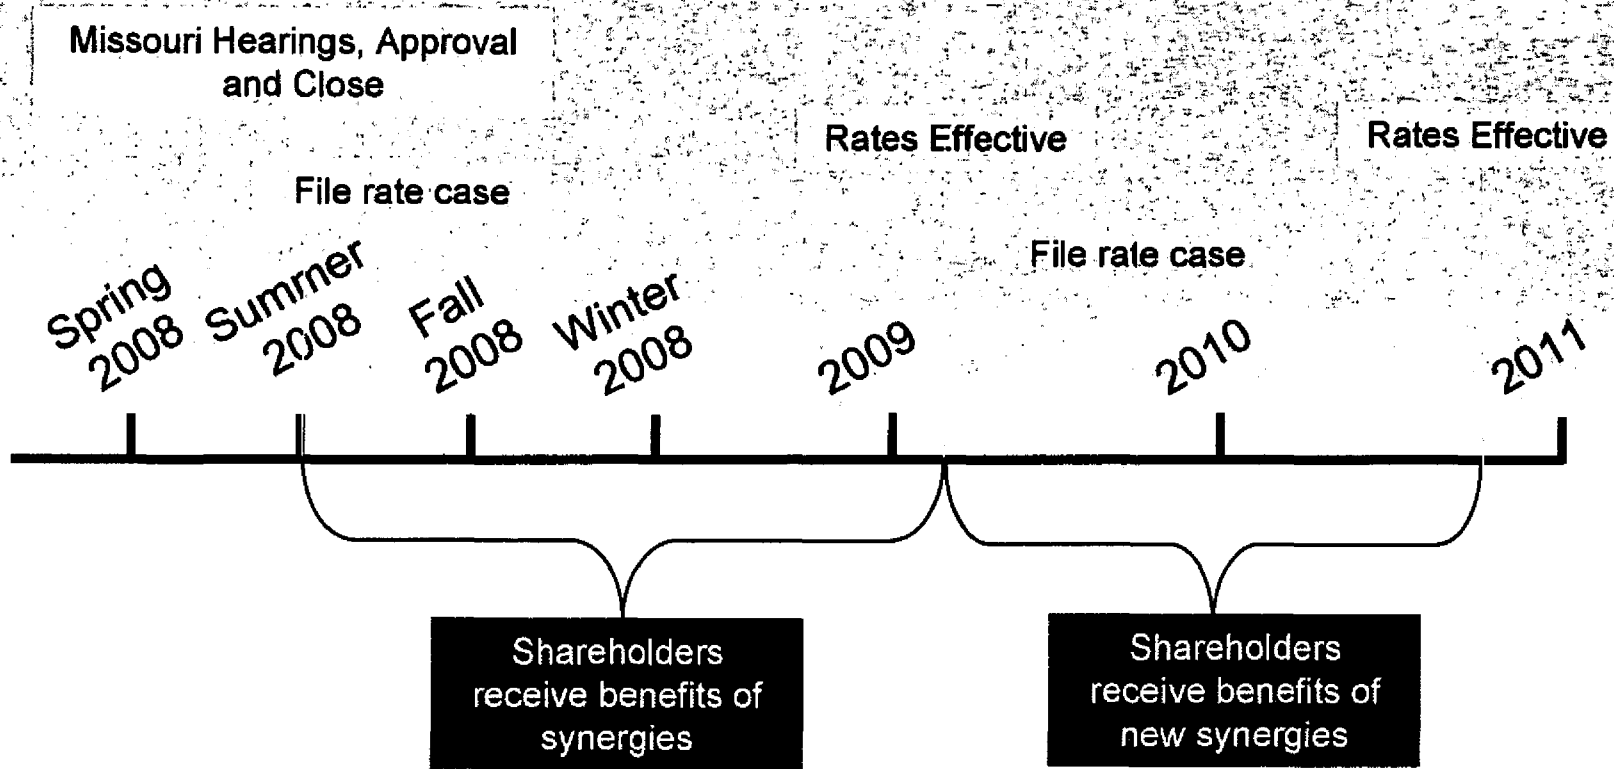 Missouri Hearings, Approval
and Close
Rates Effective
Rates Effective
File rate case
File rate case
Spring
2008
Summer
2008
Fall
2008
Winter
2008
2009
2010
2011
Shareholders
receive benefits of
synergies
Shareholders
receive benefits of
new synergies